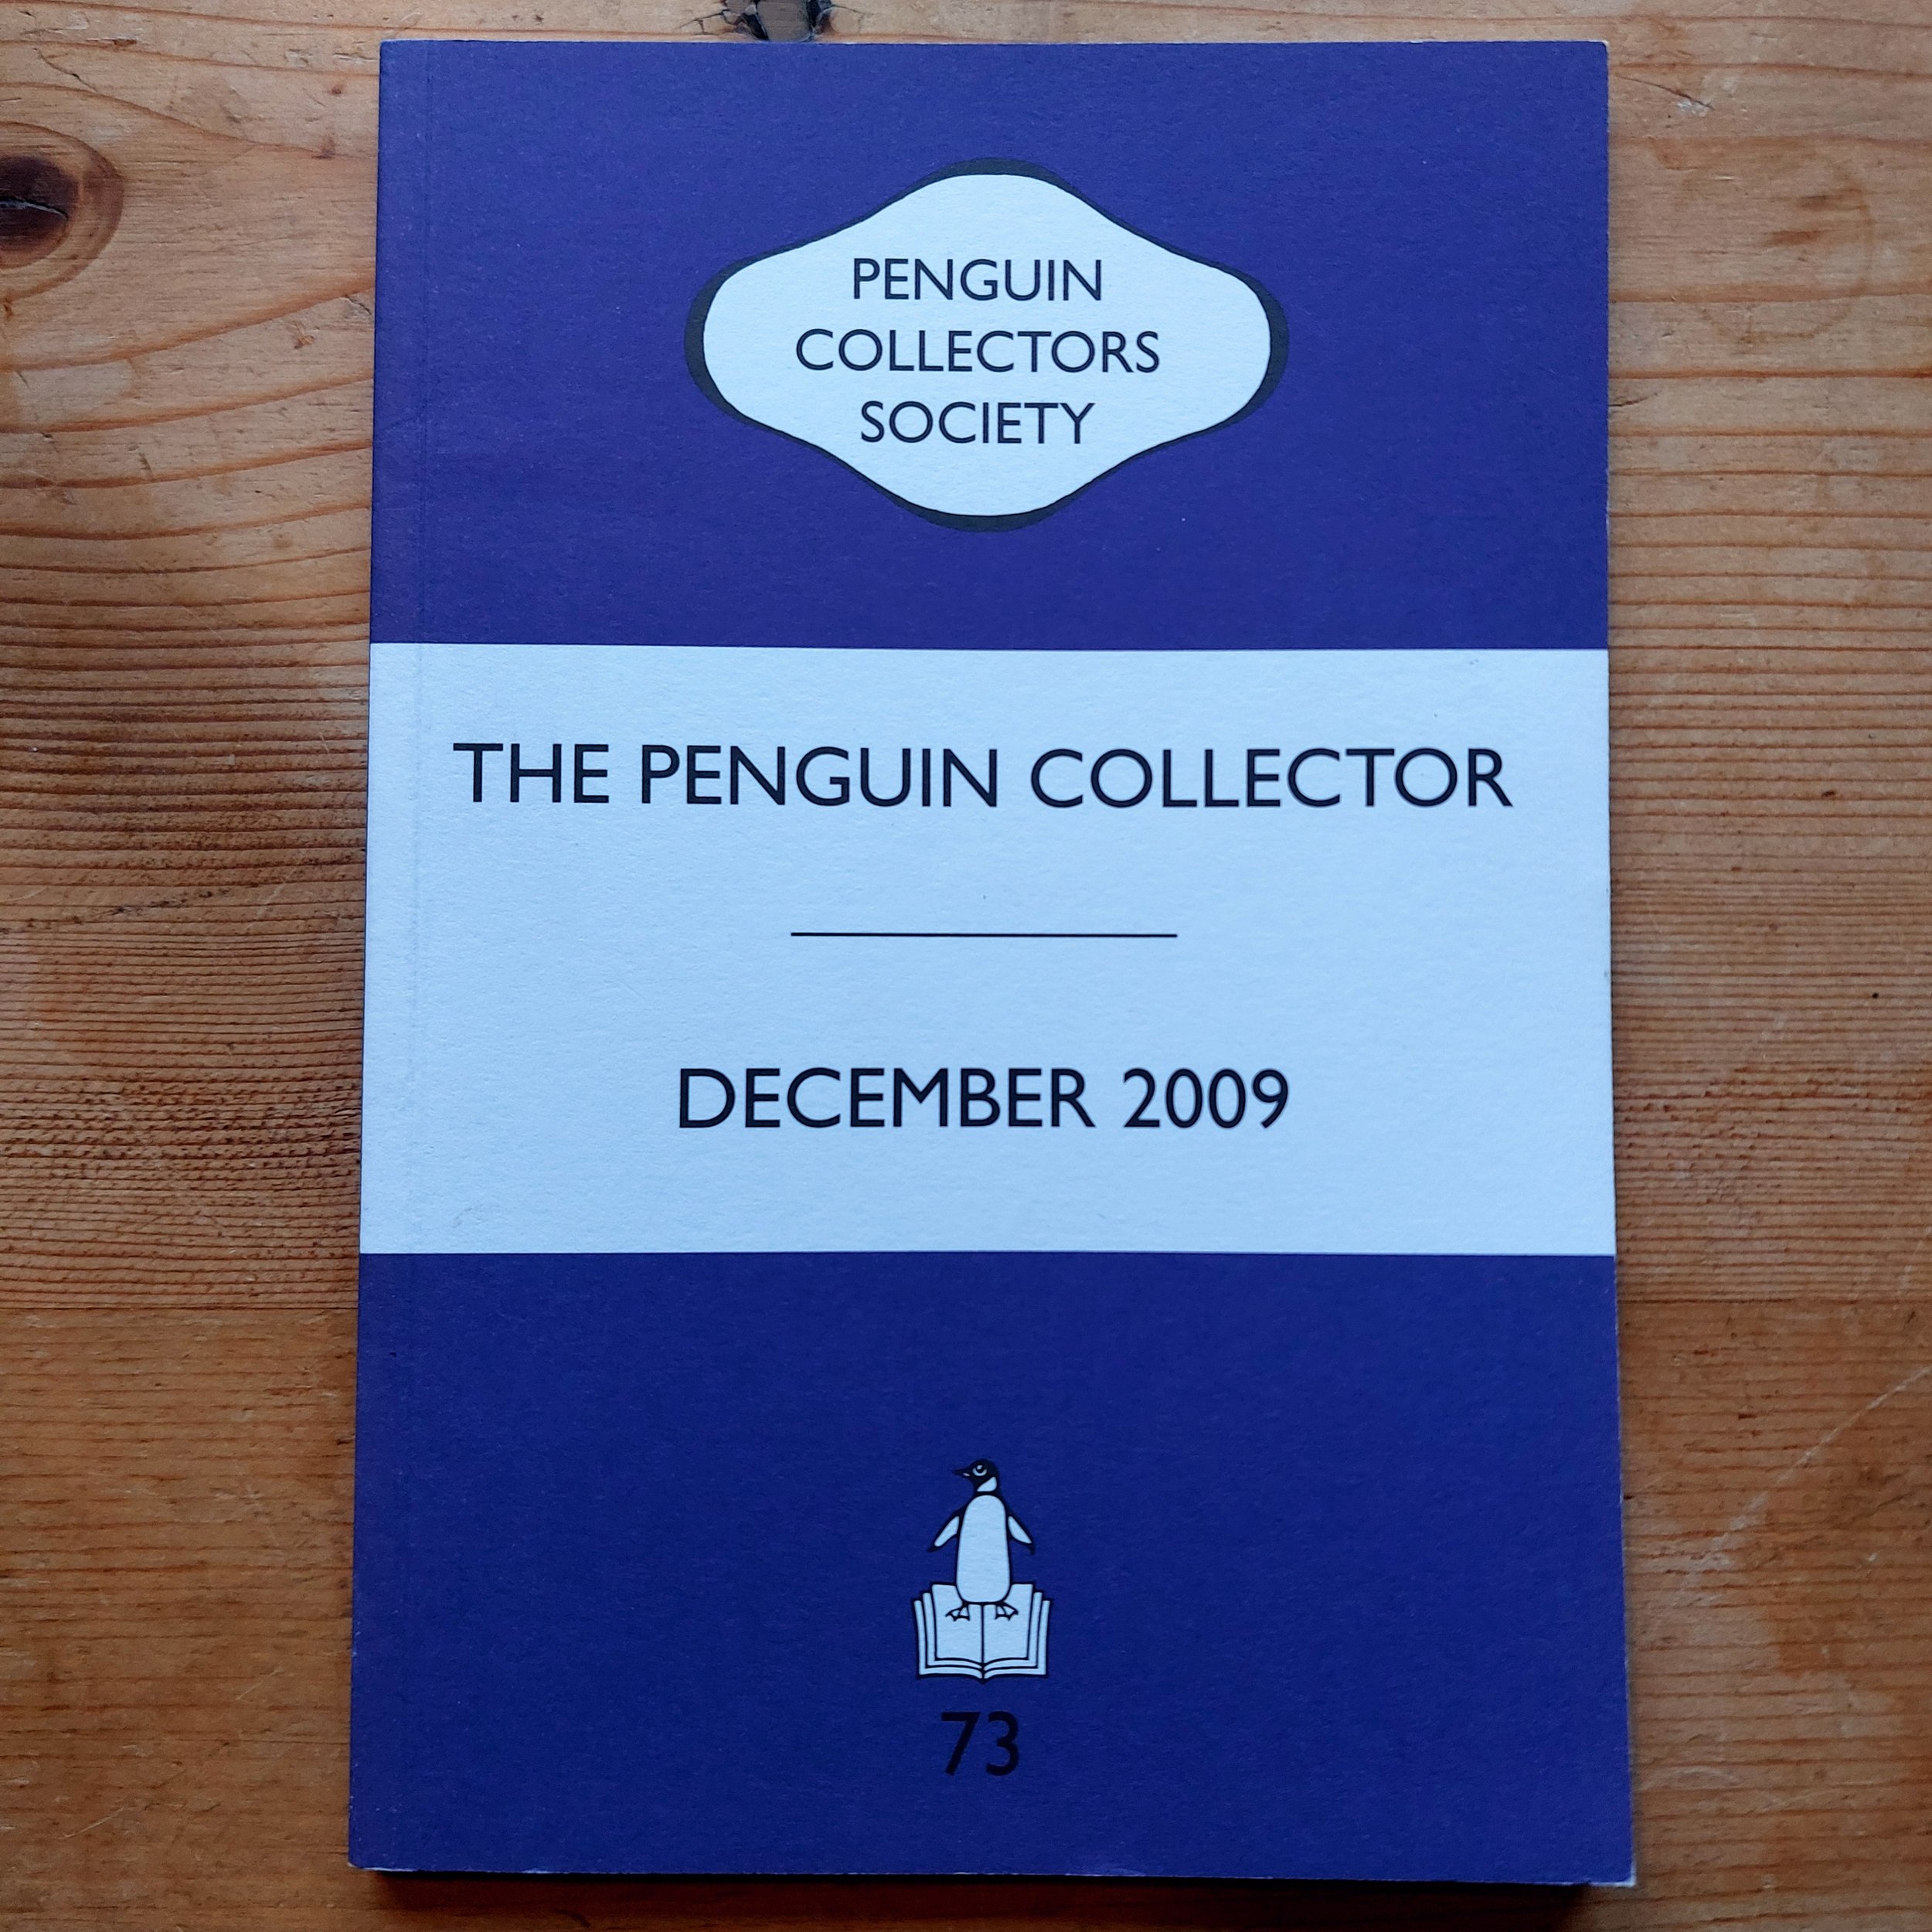 PENGUIN
COLLECTORS
SOCIETY
THE PENGUIN COLLECTOR
DECEMBER 2009
73